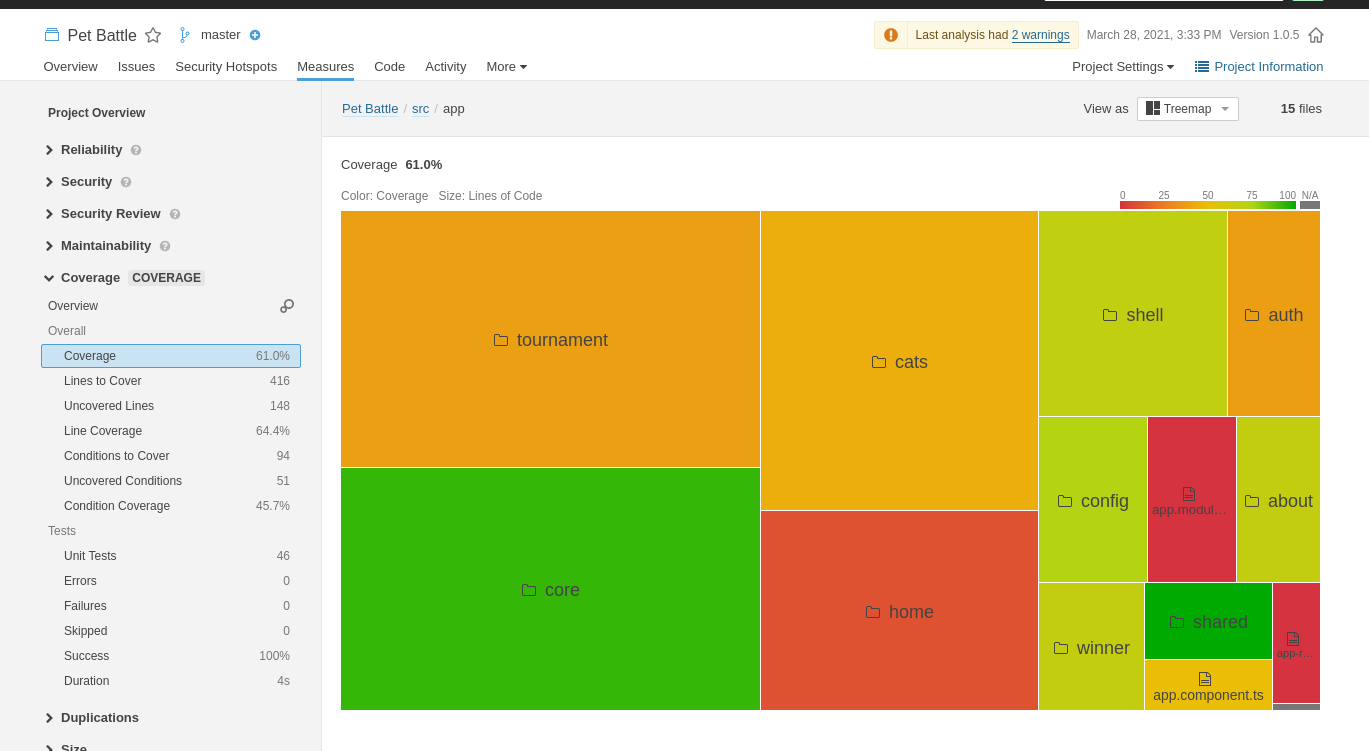 Pet Battle master
Last analysis had 2 warnings March 28, 2021, 3:33 PM Version 1.0.5
Overview Issues Security Hotspots Measures Code Activity More
Project Settings Project Information
Project Overview
Reliability
Security
Security Review
Maintainability
Coverage COVERAGE
Overview
Overall
Coverage 61.0%
Lines to Cover 416
Uncovered Lines 148
Line Coverage 64.4%
Conditions to Cover 94
Uncovered Conditions 51
Condition Coverage 45.7%
Tests
Unit Tests 46
Errors 0
Failures 0
Skipped 0
Success 100%
Duration 4s
Duplications
Size
Pet Battle / src / app
View as Treemap 15 files
Coverage 61.0%
Color: Coverage Size: Lines of Code
0 25 50 75 100 N/A
tournament
cats
shell
auth
core
home
config
app.modul…
about
winner
shared
app.component.ts
app-r…